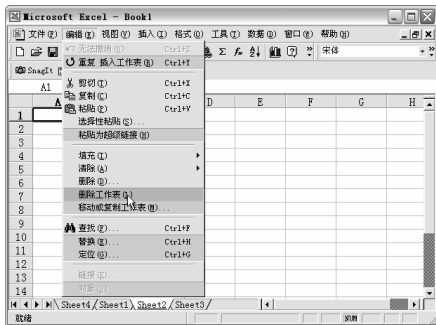 Microsoft Excel - Book1
文件(F) 编辑(E) 视图(V) 插入(I) 格式(O) 工具(T) 数据(D) 窗口(W) 帮助(H)
宋体
SnagIt
A1
无法撤消(U) Ctrl+Z
重复 插入工作表(R) Ctrl+Y
剪切(T) Ctrl+X
复制(C) Ctrl+C
粘贴(P) Ctrl+V
选择性粘贴(S)...
粘贴为超级链接(H)
填充(I)
清除(A)
删除(D)...
删除工作表(L)
移动或复制工作表(M)...
查找(F)... Ctrl+F
替换(E)... Ctrl+H
定位(G)... Ctrl+G
链接(K)...
对象(O)
A D E F G H
1
2
3
4
5
6
7
8
9
10
11
12
13
14
Sheet4 Sheet1 Sheet2 Sheet3
就绪 NUM